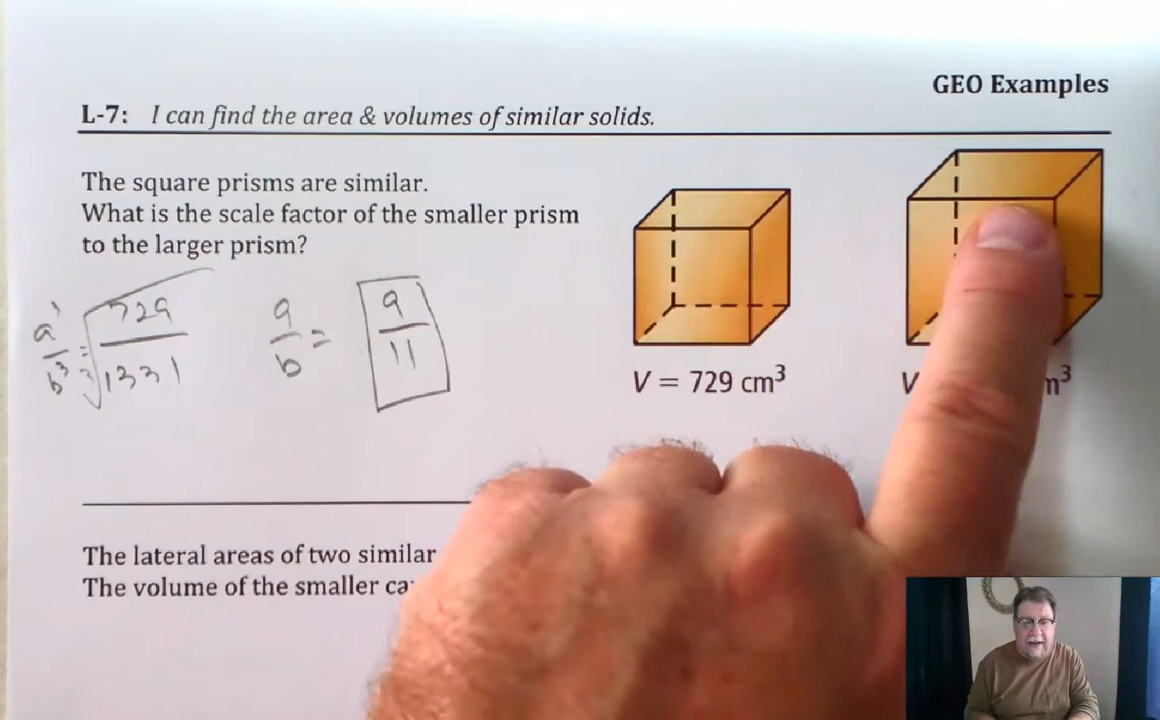 GEO Examples
L-7: I can find the area & volumes of similar solids.
The square prisms are similar.
What is the scale factor of the smaller prism
to the larger prism?
a³/b³ = ∛729/1331
a/b = 9/11
V = 729 cm³
V m³
The lateral areas of two similar
The volume of the smaller